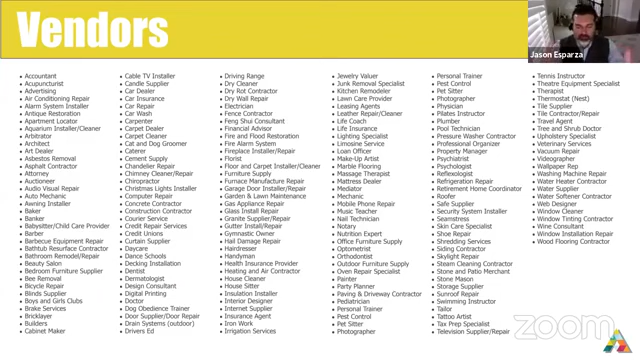 Vendors
Jason Esparza
Accountant
Acupuncturist
Advertising
Air Conditioning Repair
Alarm System Installer
Antique Restoration
Apartment Locator
Aquarium Installer/Cleaner
Arbitrator
Architect
Art Dealer
Asbestos Removal
Asphalt Contractor
Attorney
Auctioneer
Audio Visual Repair
Auto Mechanic
Awning Installer
Baker
Banker
Babysitter/Child Care Provider
Barber
Barbecue Equipment Repair
Bathtub Resurface Contractor
Bathroom Remodel/Repair
Beauty Salon
Bedroom Furniture Supplier
Bee Removal
Bicycle Repair
Blinds Supplier
Boys and Girls Clubs
Brake Services
Bricklayer
Builders
Cabinet Maker
Cable TV Installer
Candle Supplier
Car Dealer
Car Insurance
Car Repair
Car Wash
Carpenter
Carpet Dealer
Carpet Cleaner
Cat and Dog Groomer
Caterer
Cement Supply
Chandelier Repair
Chimney Cleaner/Repair
Chiropractor
Christmas Lights Installer
Computer Repair
Concrete Contractor
Construction Contractor
Courier Service
Credit Repair Services
Credit Unions
Curtain Supplier
Daycare
Dance Schools
Decking Installation
Dentist
Dermatologist
Design Consultant
Digital Printing
Doctor
Dog Obedience Trainer
Door Supplier/Door Repair
Drain Systems (outdoor)
Drivers Ed
Driving Range
Dry Cleaner
Dry Rot Contractor
Dry Wall Repair
Electrician
Fence Contractor
Feng Shui Consultant
Financial Advisor
Fire and Flood Restoration
Fire Alarm System
Fireplace Installer/Repair
Florist
Floor and Carpet Installer/Cleaner
Furniture Supply
Furnace Manufacture Repair
Garage Door Installer/Repair
Garden & Lawn Maintenance
Gas Appliance Repair
Glass Install Repair
Granite Supplier/Repair
Gutter Install/Repair
Gymnastic Owner
Hail Damage Repair
Hairdresser
Handyman
Health Insurance Provider
Heating and Air Contractor
House Cleaner
House Sitter
Insulation Installer
Interior Designer
Internet Supplier
Insurance Agent
Iron Work
Irrigation Services
Jewelry Valuer
Junk Removal Specialist
Kitchen Remodeler
Lawn Care Provider
Leasing Agents
Leather Repair/Cleaner
Life Coach
Life Insurance
Lighting Specialist
Limousine Service
Loan Officer
Make-Up Artist
Marble Flooring
Massage Therapist
Mattress Dealer
Mediator
Mechanic
Mobile Phone Repair
Music Teacher
Nail Technician
Notary
Nutrition Expert
Office Furniture Supply
Optometrist
Orthodontist
Outdoor Furniture Supply
Oven Repair Specialist
Painter
Party Planner
Paving & Driveway Contractor
Pediatrician
Personal Trainer
Pest Control
Pet Sitter
Photographer
Personal Trainer
Pest Control
Pet Sitter
Photographer
Physician
Pilates Instructor
Plumber
Pool Technician
Pressure Washer Contractor
Professional Organizer
Property Manager
Psychiatrist
Psychologist
Reflexologist
Refrigeration Repair
Retirement Home Coordinator
Roofer
Safe Supplier
Security System Installer
Seamstress
Skin Care Specialist
Shoe Repair
Shredding Services
Siding Contractor
Skylight Repair
Steam Cleaning Contractor
Stone and Patio Merchant
Stone Mason
Storage Supplier
Sunroof Repair
Swimming Instructor
Tailor
Tattoo Artist
Tax Prep Specialist
Television Supplier/Repair
Tennis Instructor
Theatre Equipment Specialist
Therapist
Thermostat (Nest)
Tile Supplier
Tile Contractor/Repair
Travel Agent
Tree and Shrub Doctor
Upholstery Specialist
Veterinary Services
Vacuum Repair
Videographer
Wallpaper Rep
Washing Machine Repair
Water Heater Contractor
Water Supplier
Water Softener Contractor
Web Designer
Window Cleaner
Window Tinting Contractor
Wine Consultant
Window Installation Repair
Wood Flooring Contractor
zoom